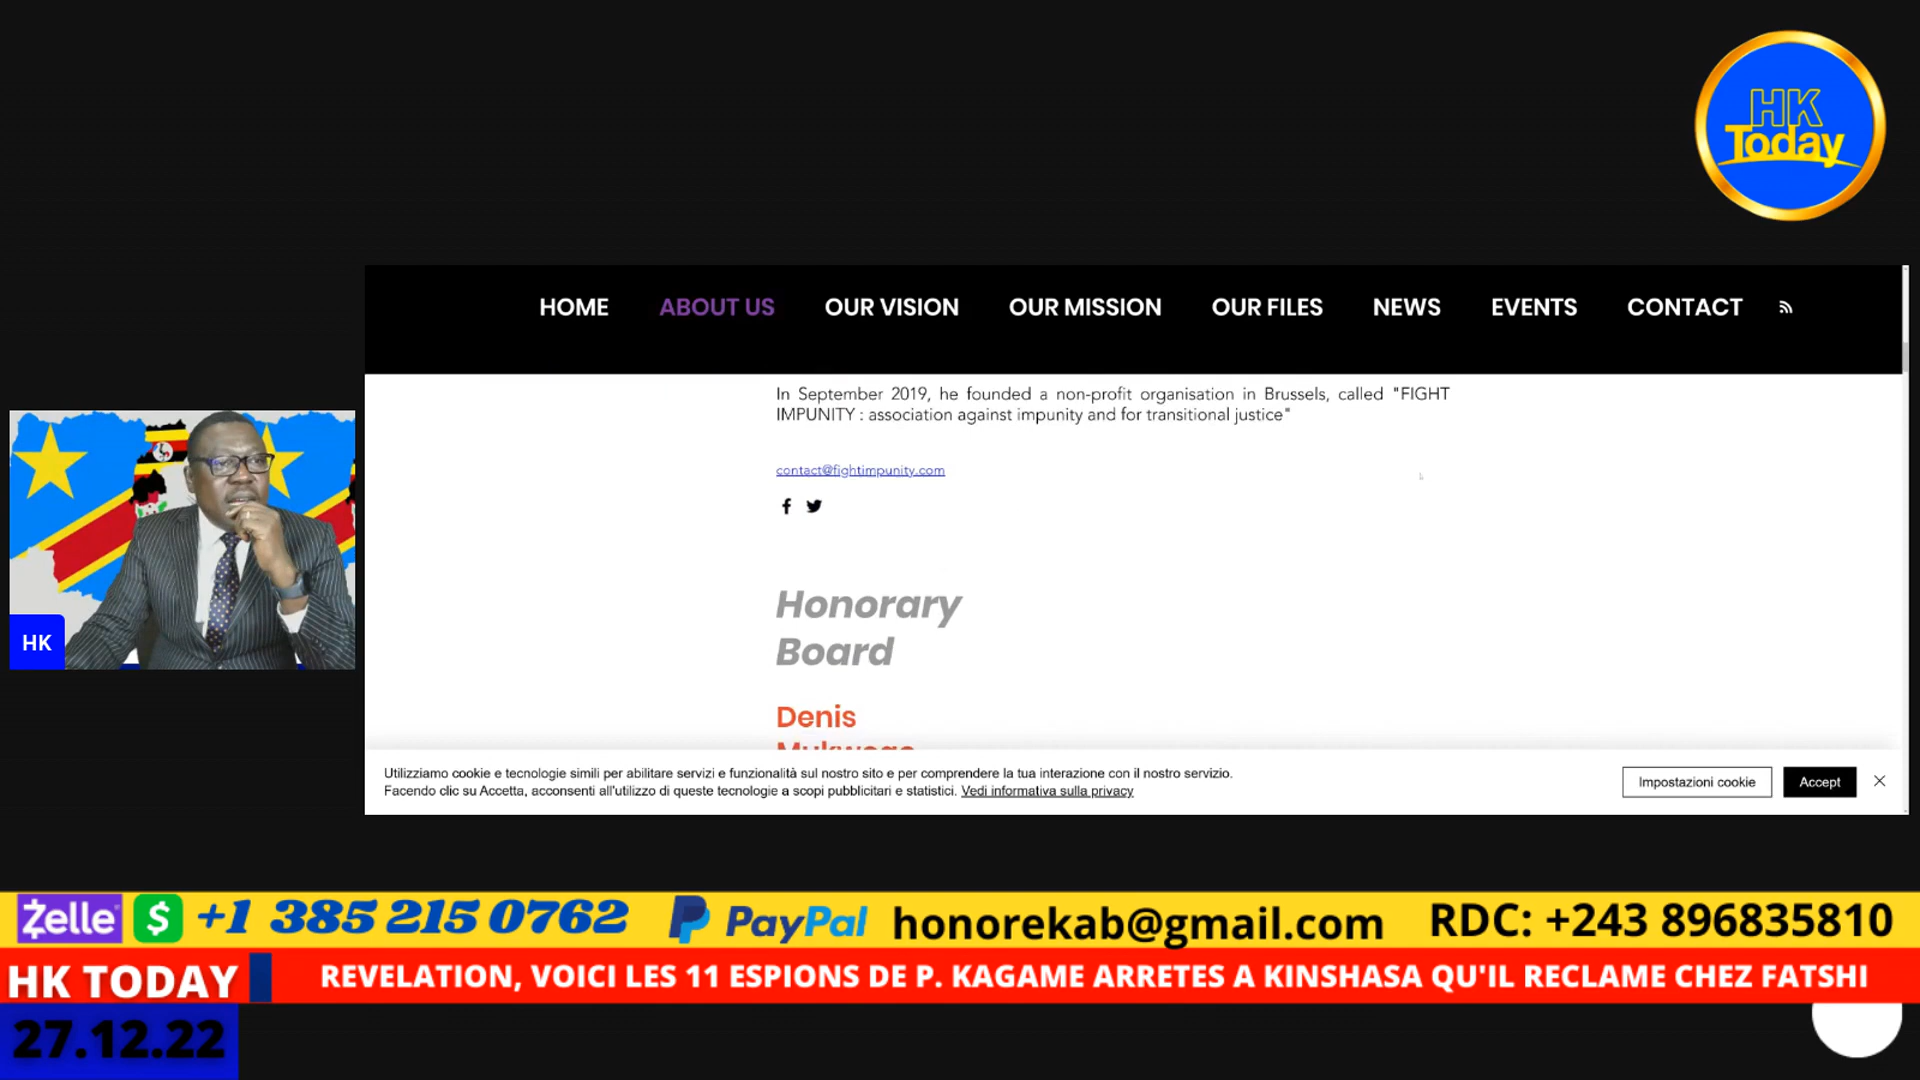 HK
Today
HOME ABOUT US OUR VISION OUR MISSION OUR FILES NEWS EVENTS CONTACT
In September 2019, he founded a non-profit organisation in Brussels, called "FIGHT
IMPUNITY : association against impunity and for transitional justice"
contact@fightimpunity.com
Honorary
Board
Denis
Mukwege
HK
Utilizziamo cookie e tecnologie simili per abilitare servizi e funzionalità sul nostro sito e per comprendere la tua interazione con il nostro servizio.
Facendo clic su Accetta, acconsenti all'utilizzo di queste tecnologie a scopi pubblicitari e statistici. Vedi informativa sulla privacy
Impostazioni cookie Accept
Zelle $ +1 385 215 0762 PayPal honorekab@gmail.com RDC: +243 896835810
HK TODAY REVELATION, VOICI LES 11 ESPIONS DE P. KAGAME ARRETES A KINSHASA QU'IL RECLAME CHEZ FATSHI
27.12.22